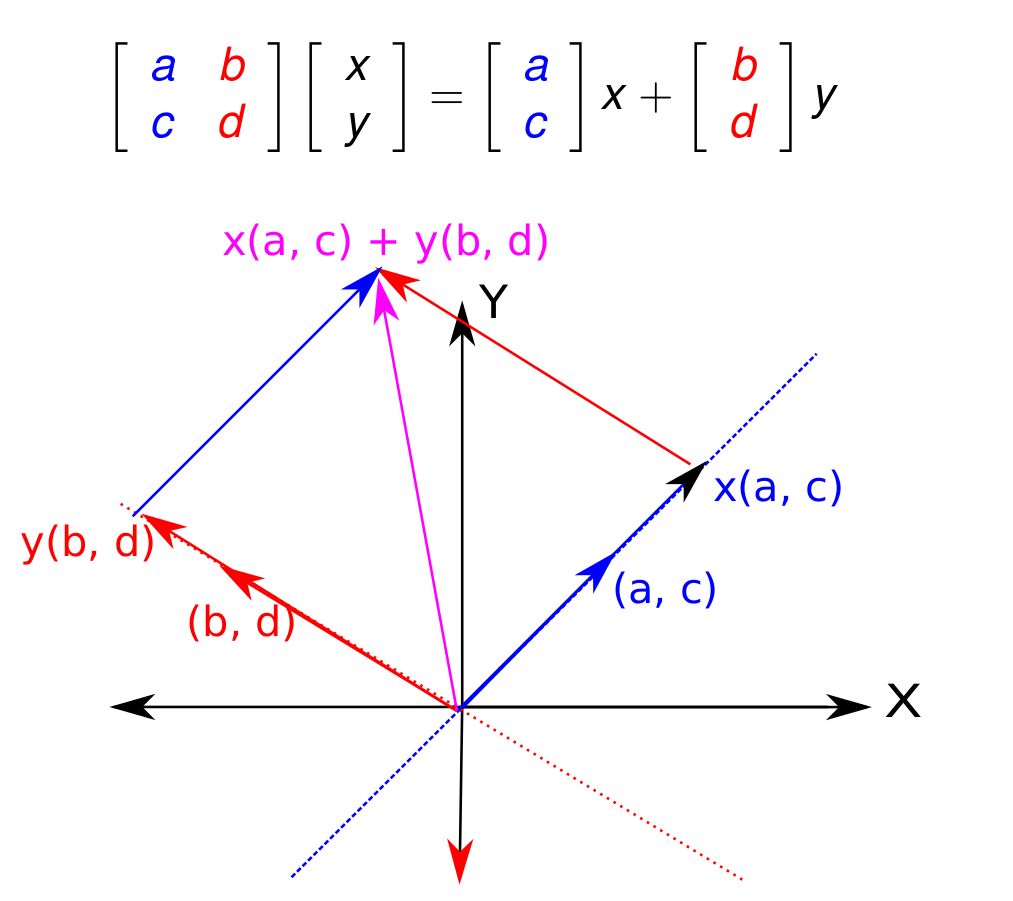 [ a b ] [ x ] = [ a ] x + [ b ] y
[ c d ] [ y ] [ c ] [ d ]
x(a, c) + y(b, d)
Y
x(a, c)
y(b, d)
(a, c)
(b, d)
X